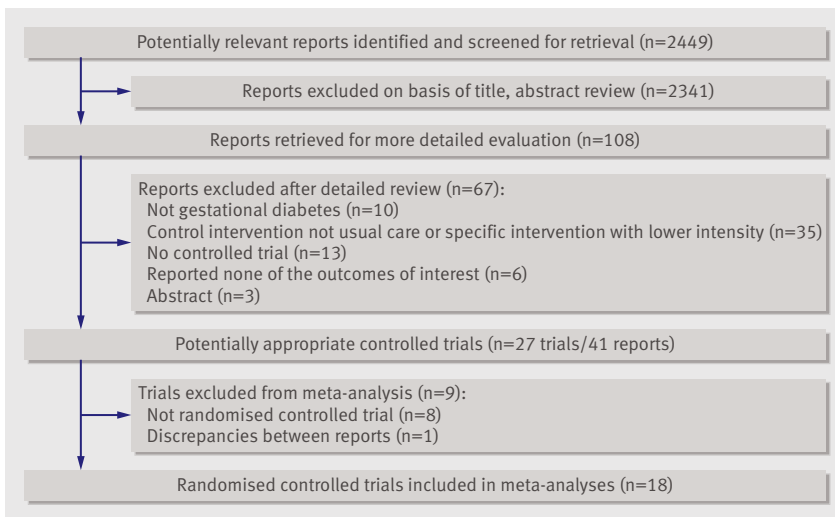 Potentially relevant reports identified and screened for retrieval (n=2449)
Reports excluded on basis of title, abstract review (n=2341)
Reports retrieved for more detailed evaluation (n=108)
Reports excluded after detailed review (n=67):
Not gestational diabetes (n=10)
Control intervention not usual care or specific intervention with lower intensity (n=35)
No controlled trial (n=13)
Reported none of the outcomes of interest (n=6)
Abstract (n=3)
Potentially appropriate controlled trials (n=27 trials/41 reports)
Trials excluded from meta-analysis (n=9):
Not randomised controlled trial (n=8)
Discrepancies between reports (n=1)
Randomised controlled trials included in meta-analyses (n=18)